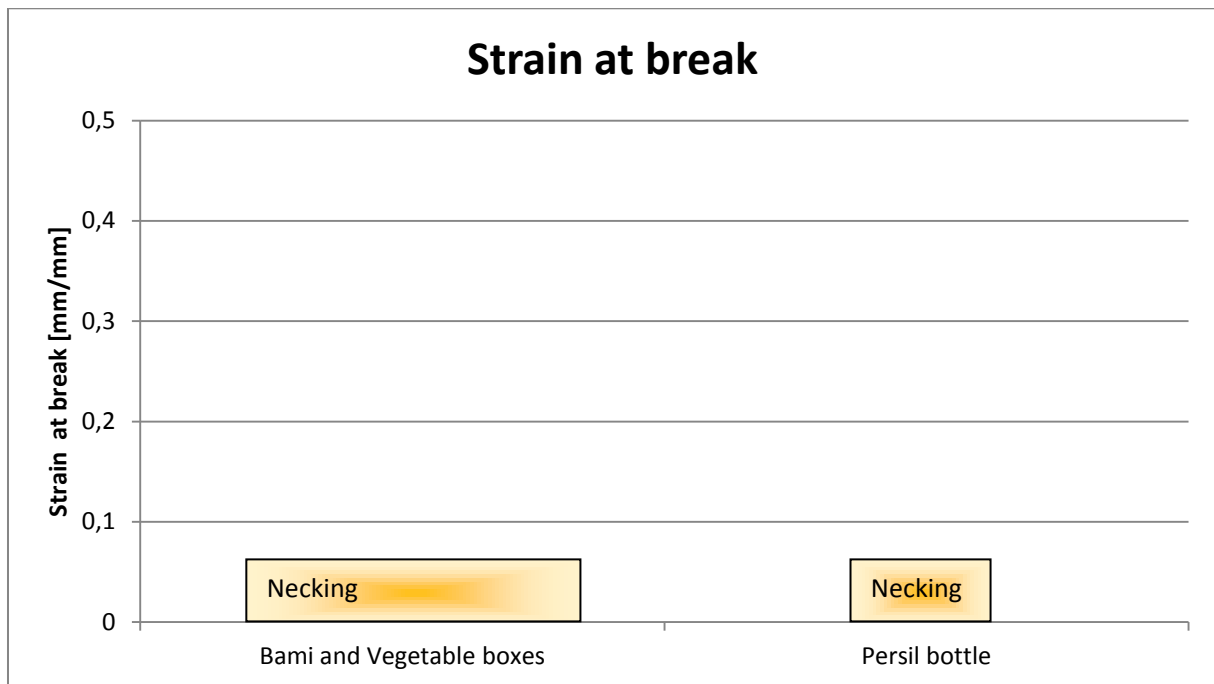 Strain at break
Strain at break [mm/mm]
0,5
0,4
0,3
0,2
0,1
0
Necking
Necking
Bami and Vegetable boxes
Persil bottle